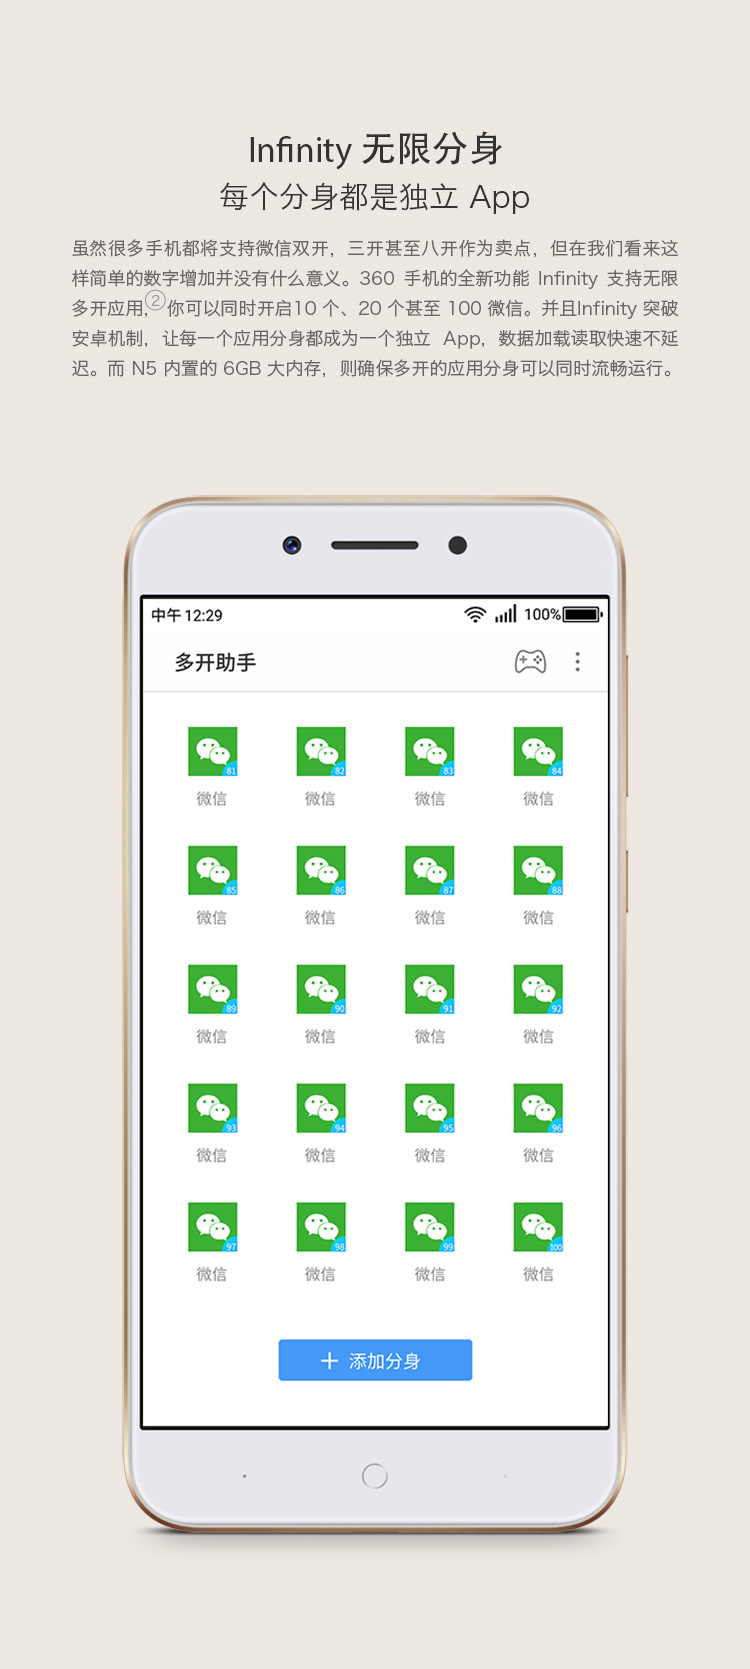 Infinity 无限分身
每个分身都是独立 App
虽然很多手机都将支持微信双开，三开甚至八开作为卖点，但在我们看来这
样简单的数字增加并没有什么意义。360 手机的全新功能 Infinity 支持无限
多开应用,②你可以同时开启10 个、20 个甚至 100 微信。并且Infinity 突破
安卓机制，让每一个应用分身都成为一个独立 App，数据加载读取快速不延
迟。而 N5 内置的 6GB 大内存，则确保多开的应用分身可以同时流畅运行。
中午 12:29 100%
多开助手
81 82 83 84
微信 微信 微信 微信
85 86 87 88
微信 微信 微信 微信
89 90 91 92
微信 微信 微信 微信
93 94 95 96
微信 微信 微信 微信
97 98 99 100
微信 微信 微信 微信
+ 添加分身